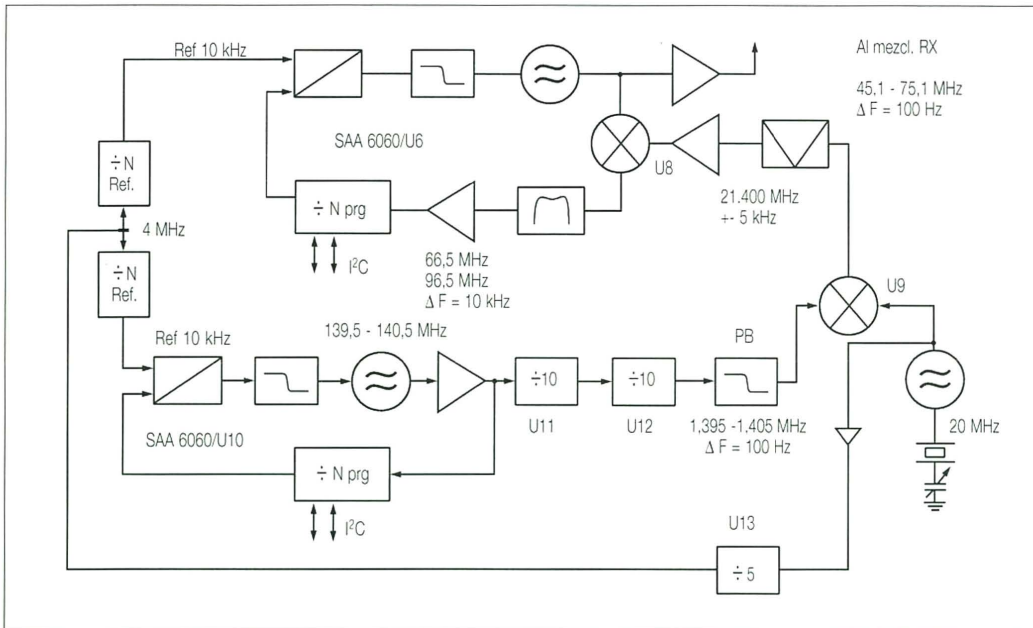 Ref 10 kHz
Al mezcl. RX
45,1 - 75,1 MHz
Δ F = 100 Hz
SAA 6060/U6
÷ N
Ref.
U8
÷ N prg
21.400 MHz
+- 5 kHz
4 MHz
I²C
66,5 MHz
96,5 MHz
Δ F = 10 kHz
÷ N
Ref.
U9
Ref 10 kHz
139,5 - 140,5 MHz
PB
÷10
÷10
U11
U12
1,395 -1,405 MHz
Δ F = 100 Hz
20 MHz
SAA 6060/U10
÷ N prg
I²C
U13
÷ 5